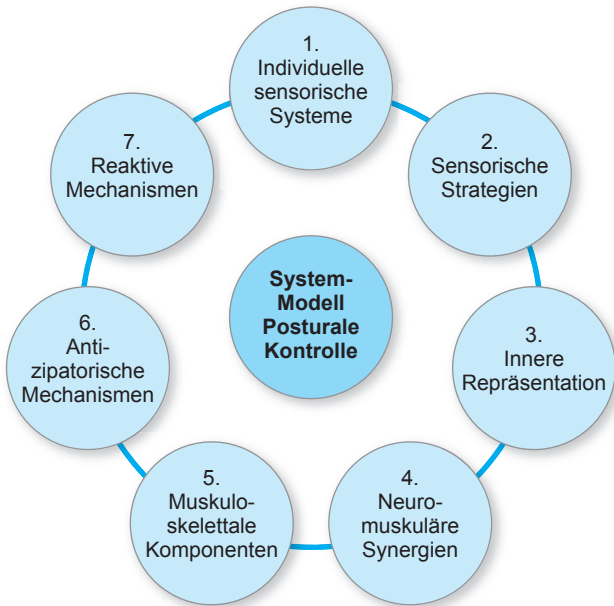 1.
Individuelle
sensorische
Systeme
2.
Sensorische
Strategien
3.
Innere
Repräsentation
4.
Neuro-
muskuläre
Synergien
5.
Muskulo-
skelettale
Komponenten
6.
Anti-
zipatorische
Mechanismen
7.
Reaktive
Mechanismen
System-
Modell
Posturale
Kontrolle